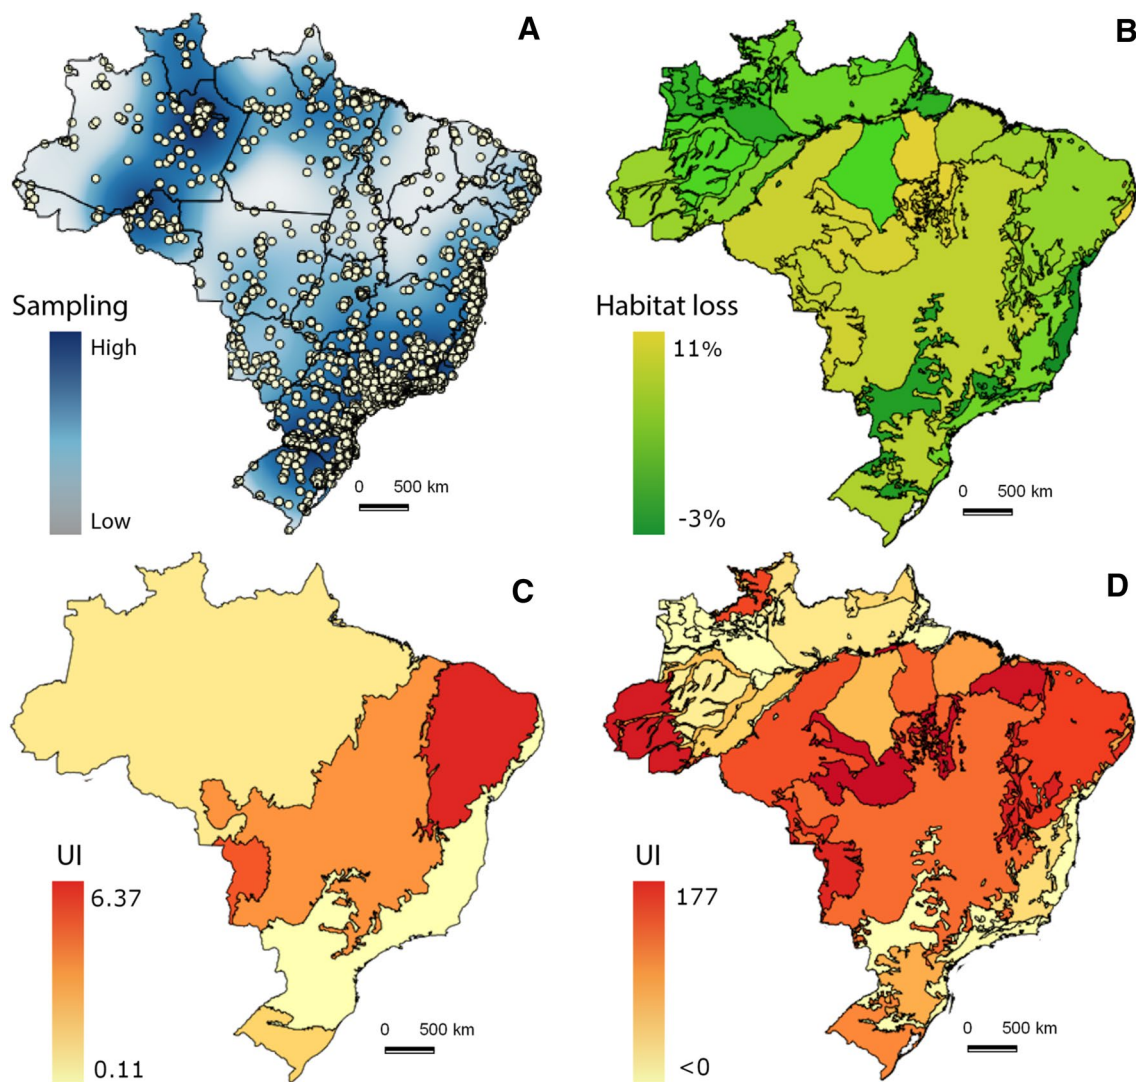 A
Sampling
High
Low
0 500 km
B
Habitat loss
11%
-3%
0 500 km
C
UI
6.37
0.11
0 500 km
D
UI
177
<0
0 500 km